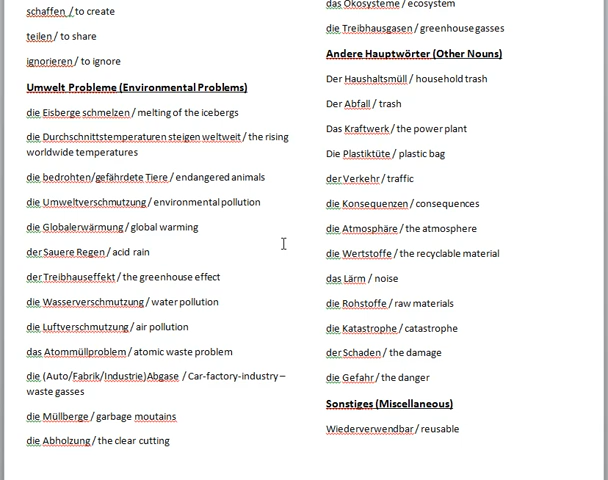 schaffen / to create
teilen / to share
ignorieren / to ignore
Umwelt Probleme (Environmental Problems)
die Eisberge schmelzen / melting of the icebergs
die Durchschnittstemperaturen steigen weltweit / the rising
worldwide temperatures
die bedrohten/gefährdete Tiere / endangered animals
die Umweltverschmutzung / environmental pollution
die Globalerwärmung / global warming
der Sauere Regen / acid rain
der Treibhauseffekt / the greenhouse effect
die Wasserverschmutzung / water pollution
die Luftverschmutzung / air pollution
das Atommüllproblem / atomic waste problem
die (Auto/Fabrik/Industrie)Abgase / Car-factory-industry –
waste gasses
die Müllberge / garbage moutains
die Abholzung / the clear cutting
das Ökosysteme / ecosystem
die Treibhausgasen / greenhouse gasses
Andere Hauptwörter (Other Nouns)
Der Haushaltsmüll / household trash
Der Abfall / trash
Das Kraftwerk / the power plant
Die Plastiktüte / plastic bag
der Verkehr / traffic
die Konsequenzen / consequences
die Atmosphäre / the atmosphere
die Wertstoffe / the recyclable material
das Lärm / noise
die Rohstoffe / raw materials
die Katastrophe / catastrophe
der Schaden / the damage
die Gefahr / the danger
Sonstiges (Miscellaneous)
Wiederverwendbar / reusable